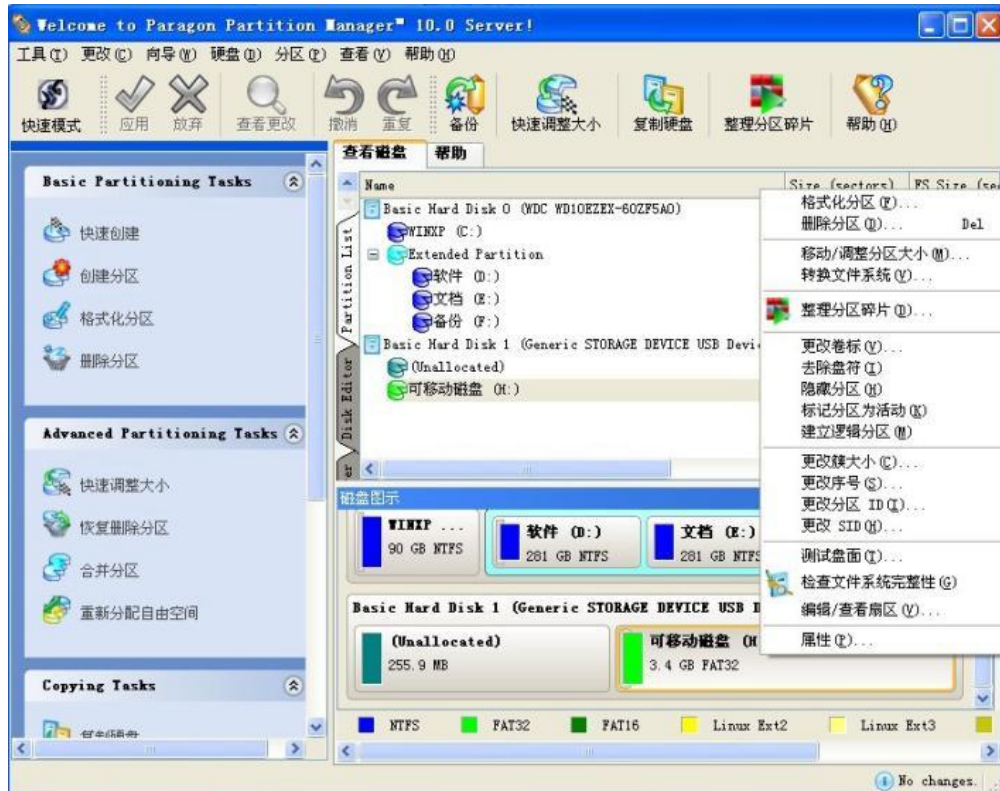 Welcome to Paragon Partition Manager™ 10.0 Server!
工具(T) 更改(C) 向导(W) 硬盘(D) 分区(P) 查看(V) 帮助(H)
快速模式 应用 放弃 查看更改 撤消 重复 备份 快速调整大小 复制硬盘 整理分区碎片 帮助(H)
Basic Partitioning Tasks
快速创建
创建分区
格式化分区
删除分区
Advanced Partitioning Tasks
快速调整大小
恢复删除分区
合并分区
重新分配自由空间
Copying Tasks
查看磁盘 帮助
Partition List
Disk Editor
Name Size (sectors) FS Size (sec
Basic Hard Disk 0 (WDC WD10EZEX-60ZF5A0)
WINXP (C:)
Extended Partition
软件 (D:)
文档 (E:)
备份 (F:)
Basic Hard Disk 1 (Generic STORAGE DEVICE USB Devi
(Unallocated)
可移动磁盘 (H:)
磁盘图示
WINXP ...
90 GB NTFS
软件 (D:)
281 GB NTFS
文档 (E:)
281 GB NTFS
Basic Hard Disk 1 (Generic STORAGE DEVICE USB D
(Unallocated)
255.9 MB
可移动磁盘 (H
3.4 GB FAT32
NTFS FAT32 FAT16 Linux Ext2 Linux Ext3
格式化分区(F)...
删除分区(D)... Del
移动/调整分区大小(M)...
转换文件系统(V)...
整理分区碎片(D)...
更改卷标(V)...
去除盘符(I)
隐藏分区(H)
标记分区为活动(K)
建立逻辑分区(M)
更改簇大小(C)...
更改序号(S)...
更改分区 ID(I)...
更改 SID(H)...
测试盘面(T)...
检查文件系统完整性(G)
编辑/查看扇区(V)...
属性(P)...
No changes.